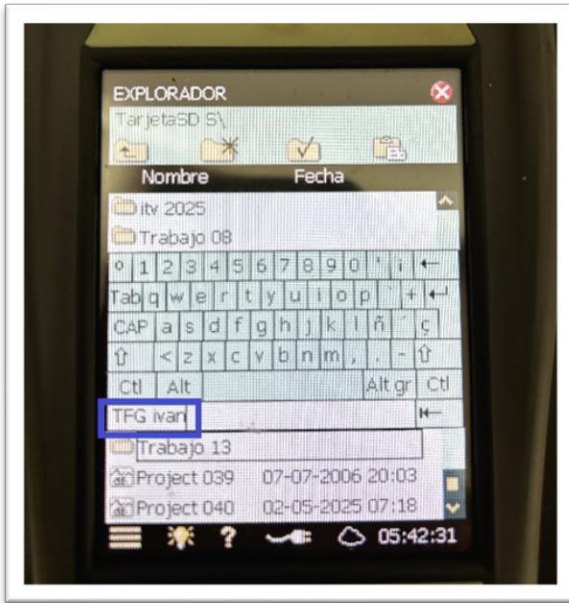 EXPLORADOR
TarjetaSD S\
Nombre Fecha
itv 2025
Trabajo 08
º 1 2 3 4 5 6 7 8 9 0 ' ¡ ←
Tab q w e r t y u i o p ` + ↵
CAP a s d f g h j k l ñ ´ ç
⇧ < z x c v b n m , . - ⇧
Ctl Alt Alt gr Ctl
TFG ivan
Trabajo 13
Project 039 07-07-2006 20:03
Project 040 02-05-2025 07:18
? 05:42:31